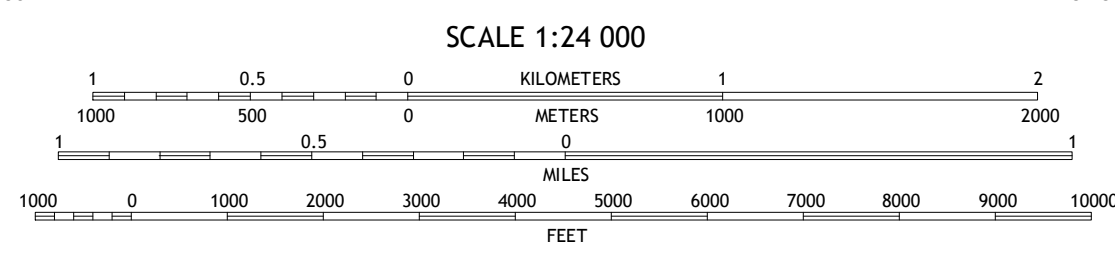 SCALE 1:24 000
1 0.5 0 KILOMETERS 1 2
1000 500 0 METERS 1000 2000
1 0.5 0 1
MILES
1000 0 1000 2000 3000 4000 5000 6000 7000 8000 9000 10000
FEET